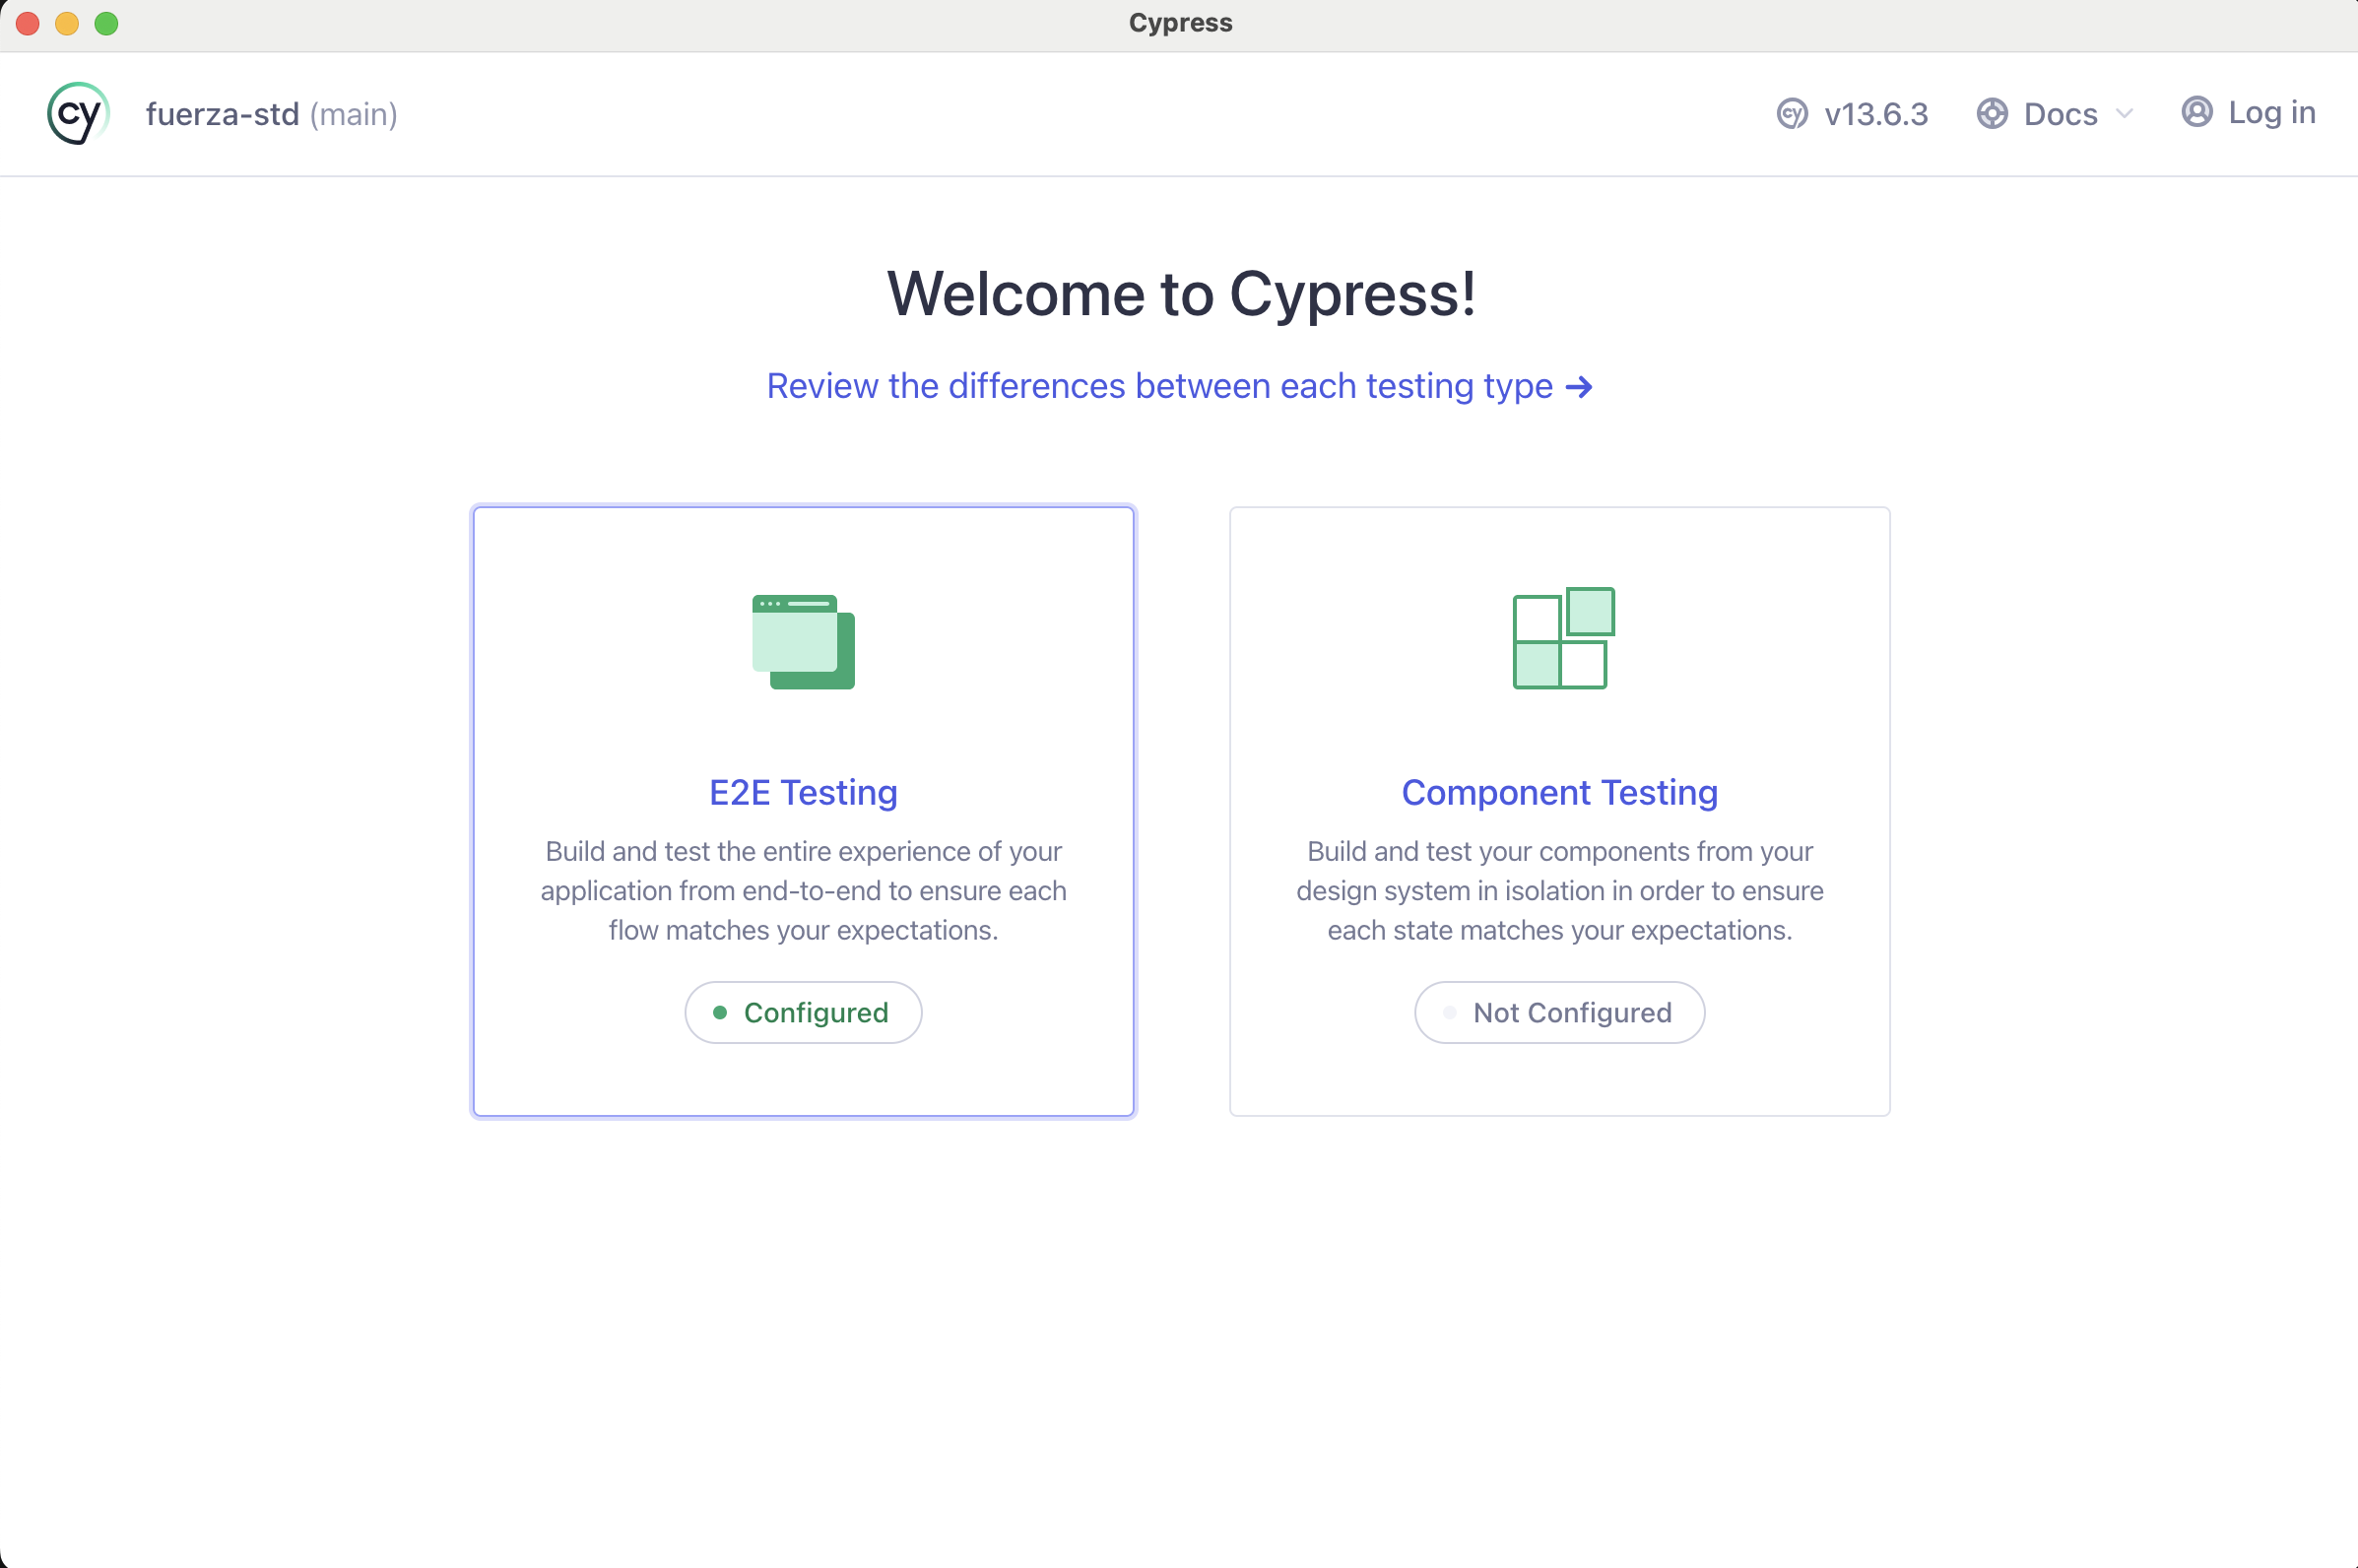 Cypress
cy fuerza-std (main)
cy v13.6.3 Docs Log in
Welcome to Cypress!
Review the differences between each testing type →
E2E Testing
Build and test the entire experience of your
application from end-to-end to ensure each
flow matches your expectations.
Configured
Component Testing
Build and test your components from your
design system in isolation in order to ensure
each state matches your expectations.
Not Configured